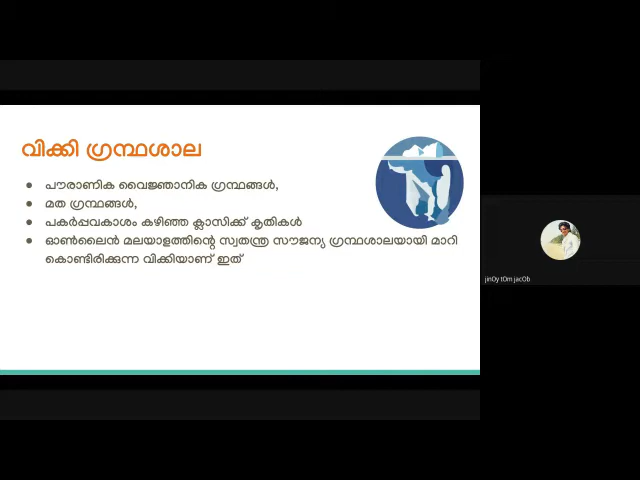 വിക്കി ഗ്രന്ഥശാല
● പൗരാണിക വൈജ്ഞാനിക ഗ്രന്ഥങ്ങൾ,
● മത ഗ്രന്ഥങ്ങൾ,
● പകർപ്പവകാശം കഴിഞ്ഞ ക്ലാസിക്ക് കൃതികൾ
● ഓൺലൈൻ മലയാളത്തിന്റെ സ്വതന്ത്ര സൗജന്യ ഗ്രന്ഥശാലയായി മാറി
കൊണ്ടിരിക്കുന്ന വിക്കിയാണ് ഇത്
jin0y t0m jac0b